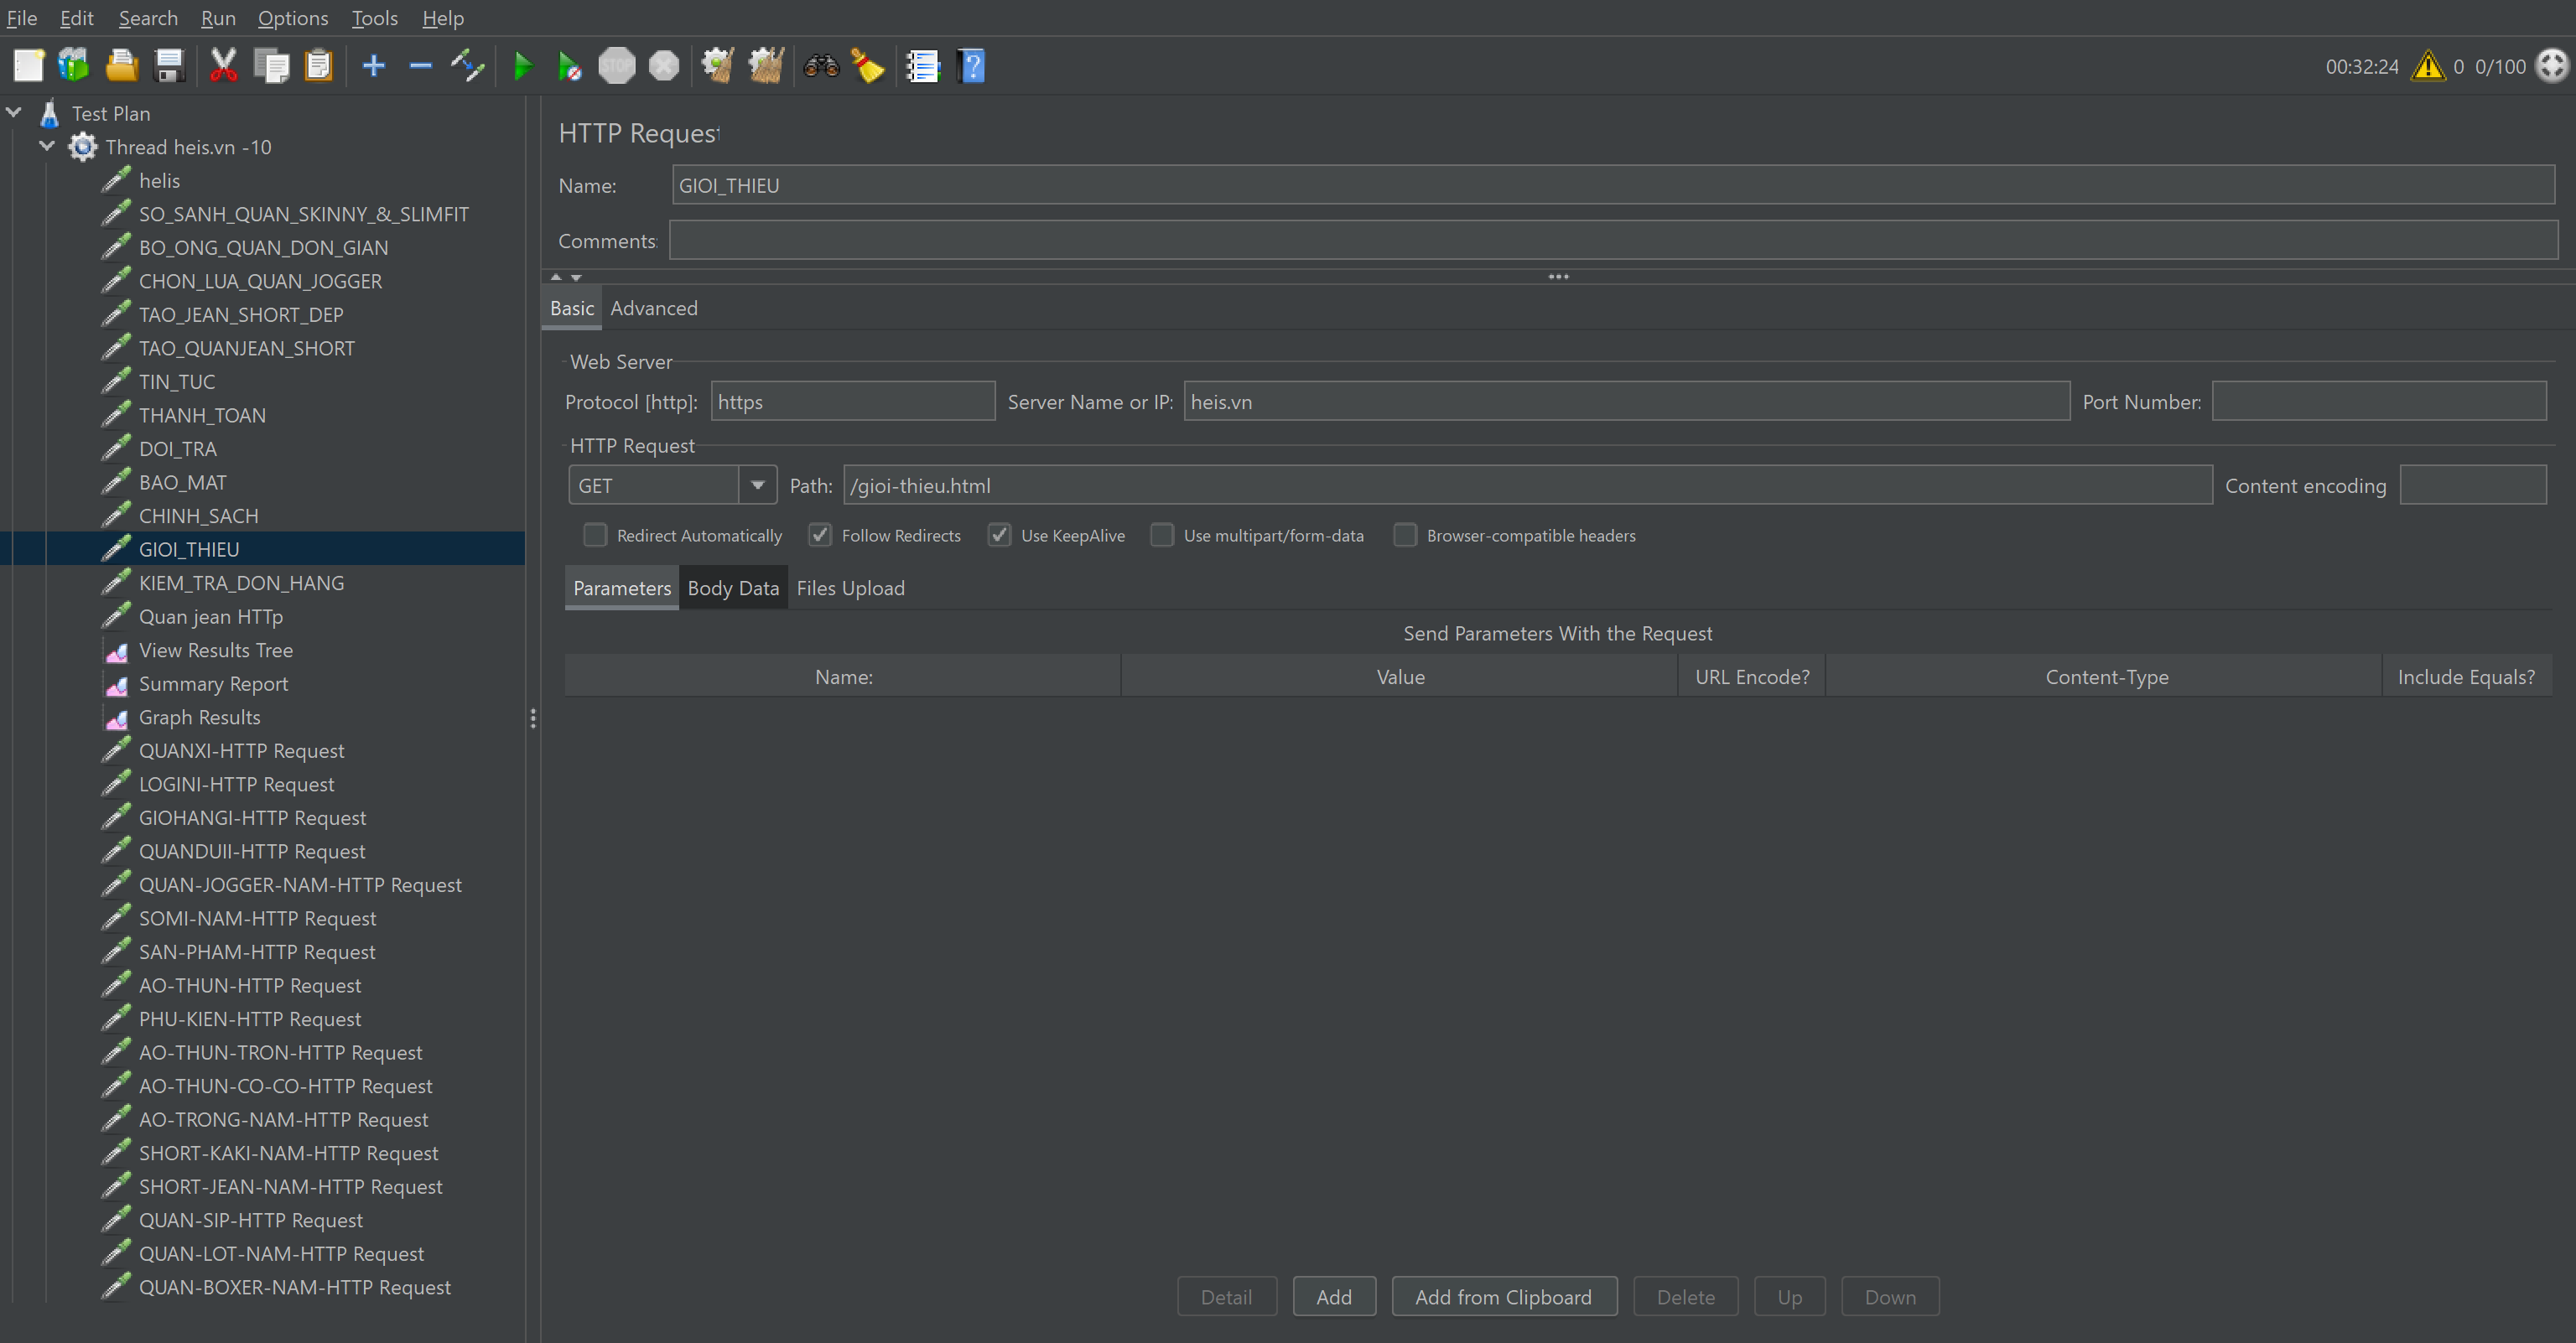 File Edit Search Run Options Tools Help
STOP
00:32:24 0 0/100
Test Plan
Thread heis.vn -10
helis
SO_SANH_QUAN_SKINNY_&_SLIMFIT
BO_ONG_QUAN_DON_GIAN
CHON_LUA_QUAN_JOGGER
TAO_JEAN_SHORT_DEP
TAO_QUANJEAN_SHORT
TIN_TUC
THANH_TOAN
DOI_TRA
BAO_MAT
CHINH_SACH
GIOI_THIEU
KIEM_TRA_DON_HANG
Quan jean HTTp
View Results Tree
Summary Report
Graph Results
QUANXI-HTTP Request
LOGINI-HTTP Request
GIOHANGI-HTTP Request
QUANDUII-HTTP Request
QUAN-JOGGER-NAM-HTTP Request
SOMI-NAM-HTTP Request
SAN-PHAM-HTTP Request
AO-THUN-HTTP Request
PHU-KIEN-HTTP Request
AO-THUN-TRON-HTTP Request
AO-THUN-CO-CO-HTTP Request
AO-TRONG-NAM-HTTP Request
SHORT-KAKI-NAM-HTTP Request
SHORT-JEAN-NAM-HTTP Request
QUAN-SIP-HTTP Request
QUAN-LOT-NAM-HTTP Request
QUAN-BOXER-NAM-HTTP Request
HTTP Request
Name: GIOI_THIEU
Comments:
Basic Advanced
Web Server
Protocol [http]: https Server Name or IP: heis.vn Port Number:
HTTP Request
GET Path: /gioi-thieu.html Content encoding
Redirect Automatically Follow Redirects Use KeepAlive Use multipart/form-data Browser-compatible headers
Parameters Body Data Files Upload
Send Parameters With the Request
Name: Value URL Encode? Content-Type Include Equals?
Detail Add Add from Clipboard Delete Up Down